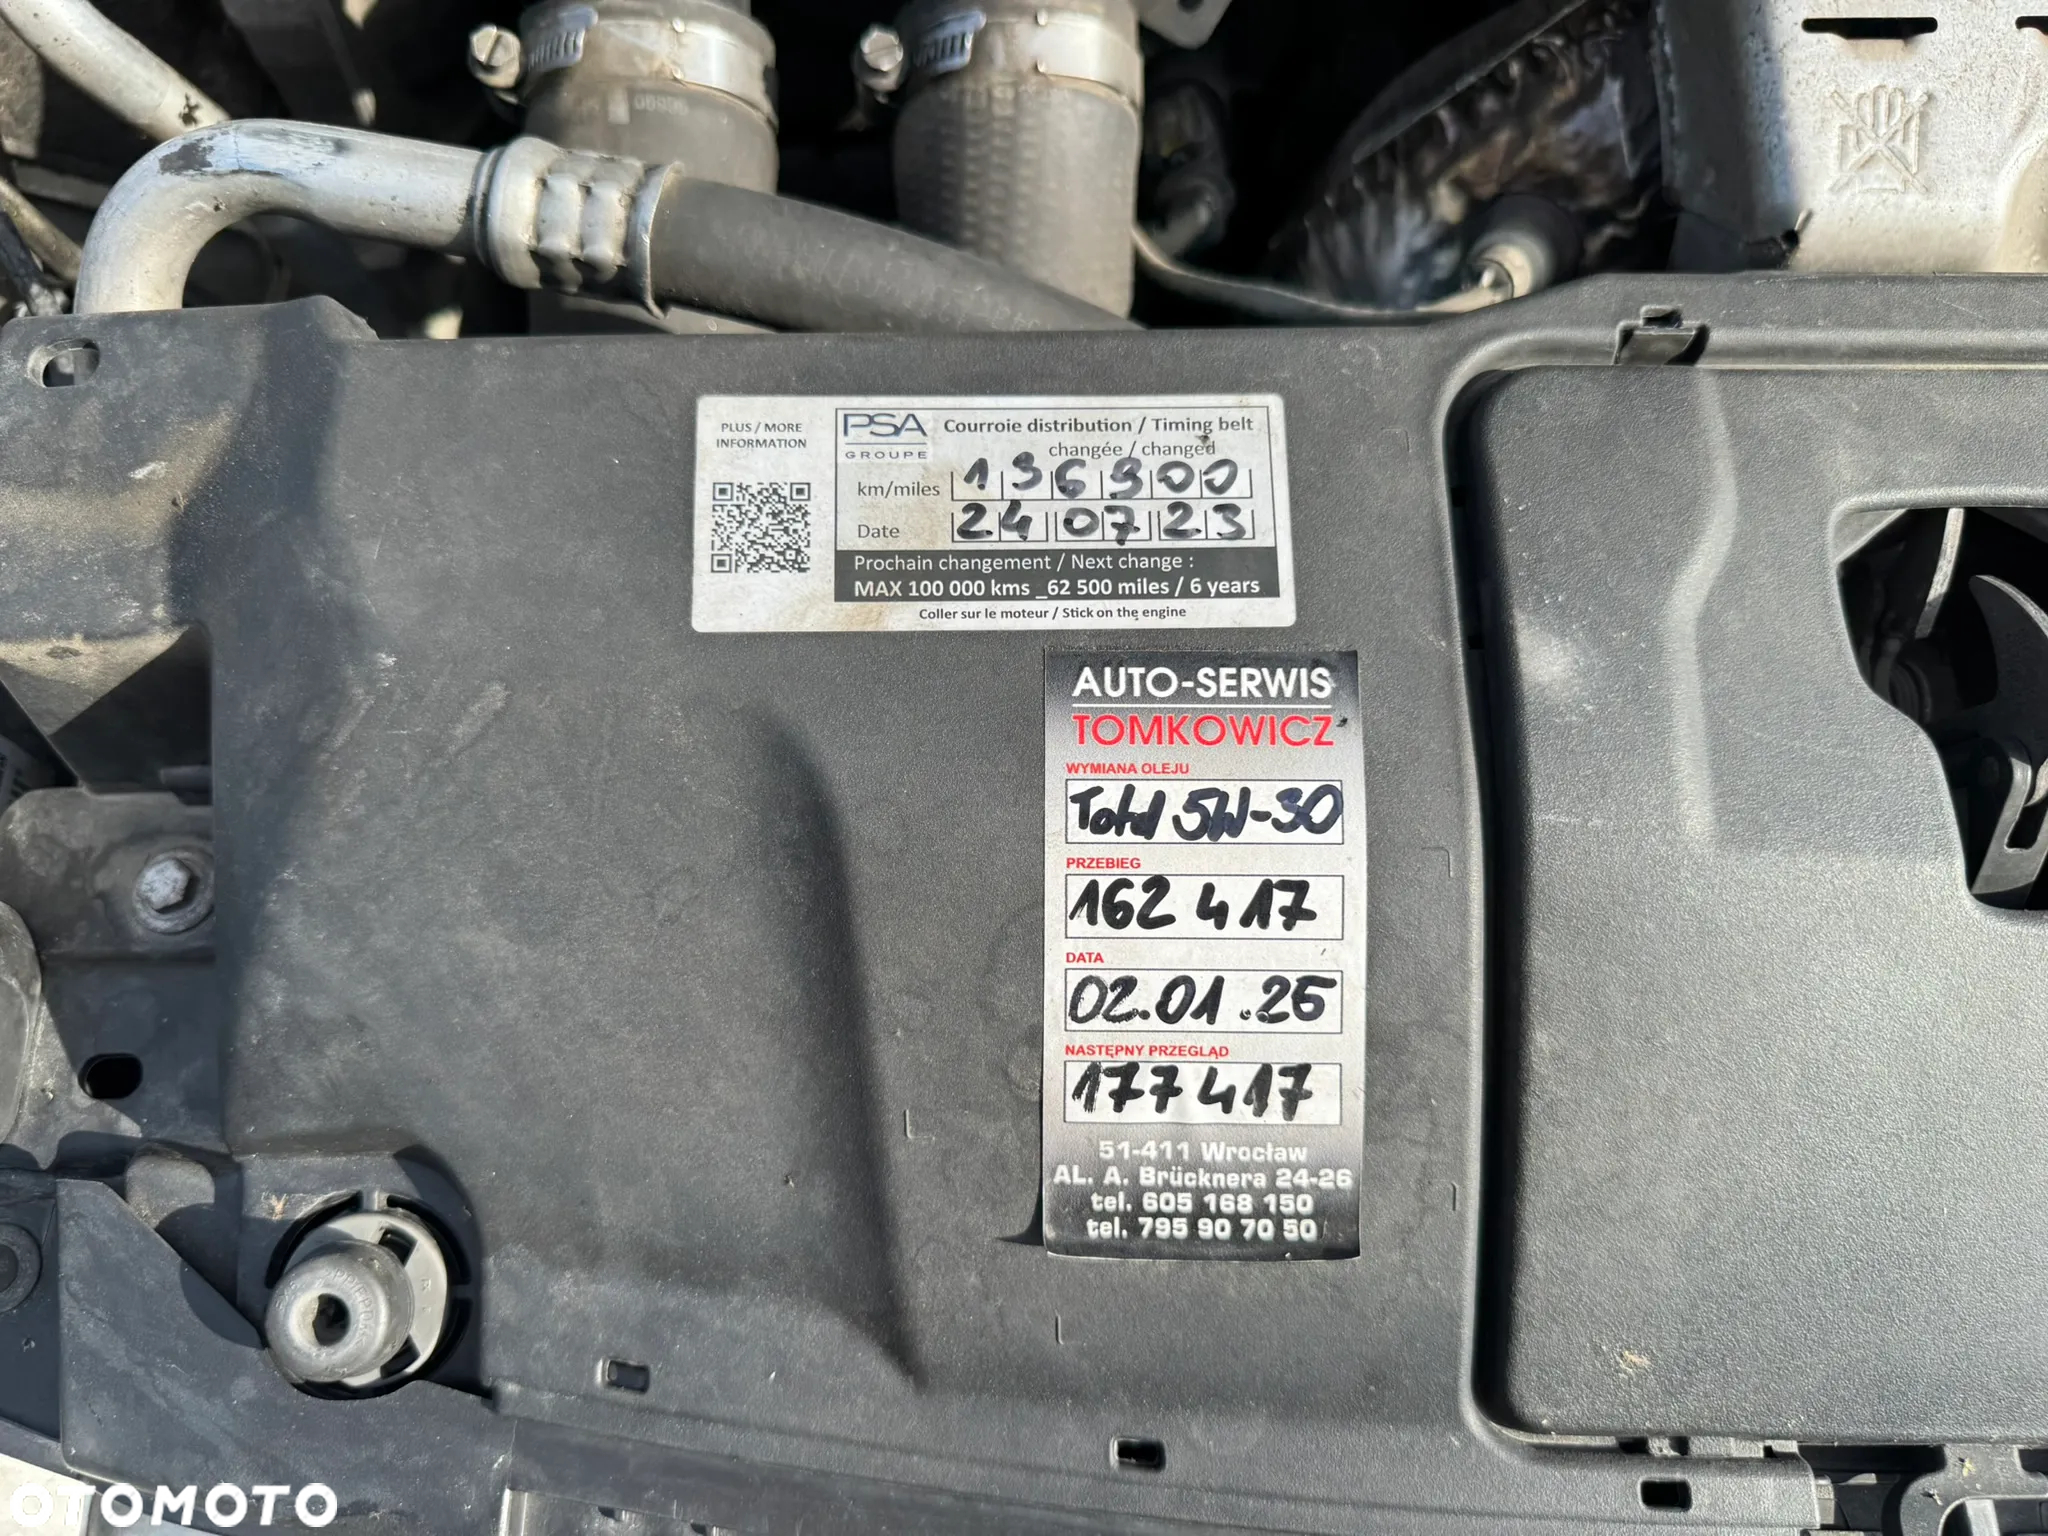 PLUS / MORE
INFORMATION
PSA
GROUPE
Courroie distribution / Timing belt
changée / changed
km/miles 136900
Date 24 07 23
Prochain changement / Next change :
MAX 100 000 kms _62 500 miles / 6 years
Coller sur le moteur / Stick on the engine
AUTO-SERWIS
TOMKOWICZ
WYMIANA OLEJU
Total 5W-30
PRZEBIEG
162 417
DATA
02.01.25
NASTĘPNY PRZEGLĄD
177417
51-411 Wrocław
AL. A. Brücknera 24-26
tel. 605 168 150
tel. 795 90 70 50
OTOMOTO